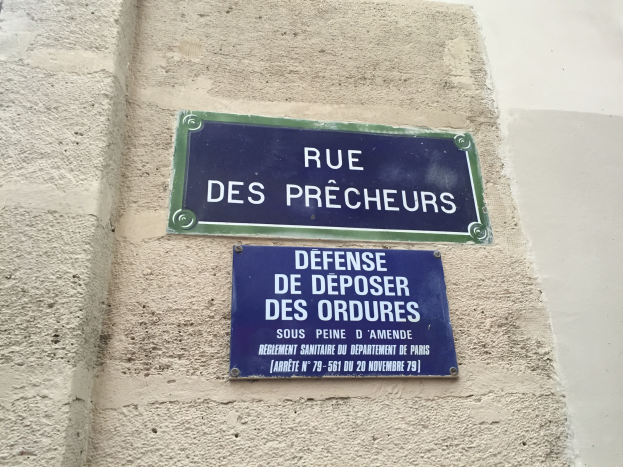 RUE
DES PRÊCHEURS
DÉFENSE
DE DÉPOSER
DES ORDURES
SOUS PEINE D'AMENDE
RÈGLEMENT SANITAIRE DU DÉPARTEMENT DE PARIS
[ARRÊTÉ N° 79-561 DU 20 NOVEMBRE 79]